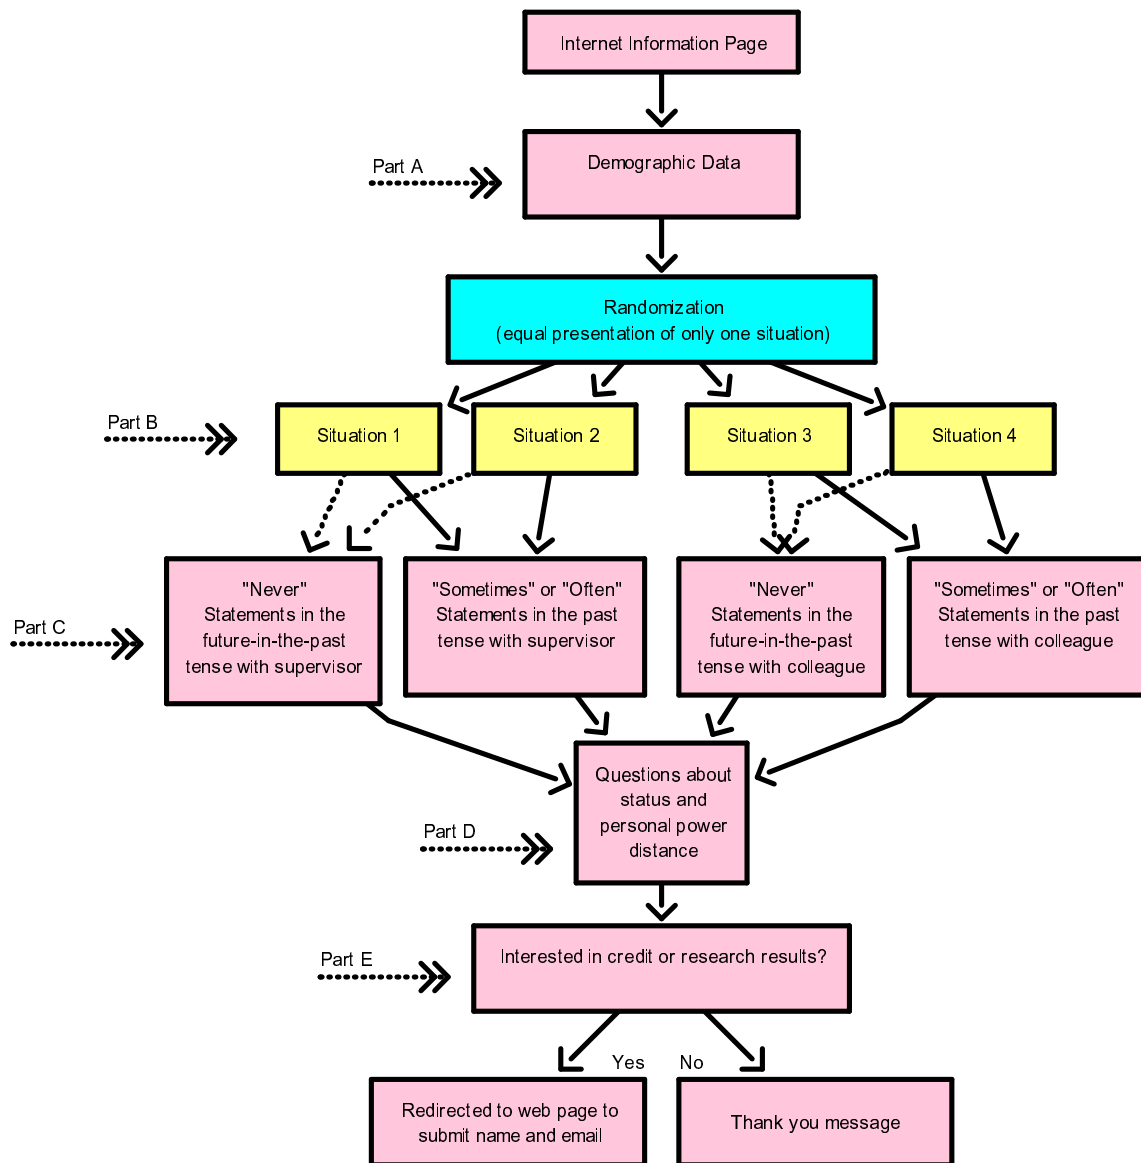 Internet Information Page
Part A
Demographic Data
Randomization
(equal presentation of only one situation)
Part B
Situation 1
Situation 2
Situation 3
Situation 4
Part C
"Never"
Statements in the
future-in-the-past
tense with supervisor
"Sometimes" or "Often"
Statements in the past
tense with supervisor
"Never"
Statements in the
future-in-the-past
tense with colleague
"Sometimes" or "Often"
Statements in the past
tense with colleague
Part D
Questions about
status and
personal power
distance
Part E
Interested in credit or research results?
Yes
No
Redirected to web page to
submit name and email
Thank you message